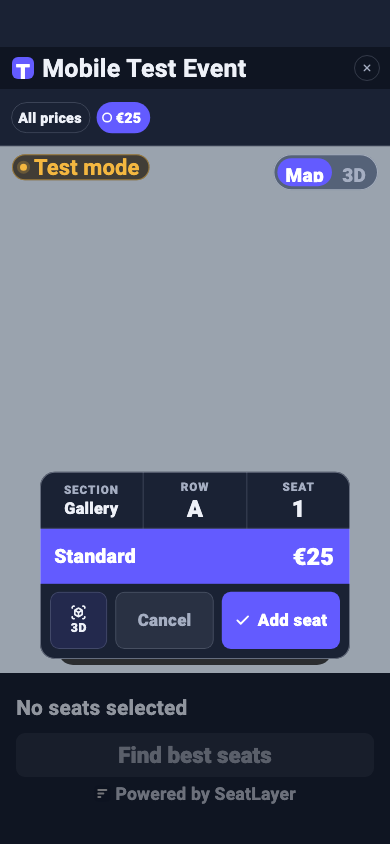 T Mobile Test Event
×
All prices
€25
Test mode
Map
3D
SECTION
Gallery
ROW
A
SEAT
1
Standard
€25
3D
Cancel
Add seat
No seats selected
Find best seats
Powered by SeatLayer